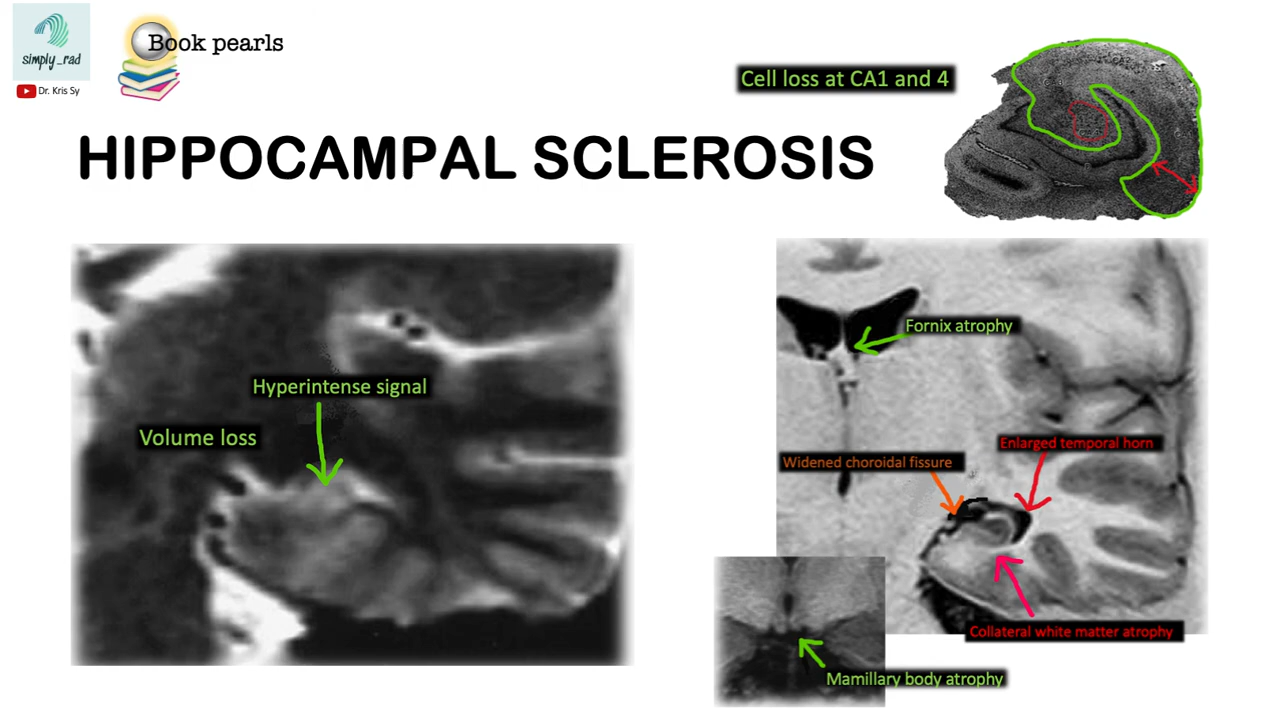 simply_rad
Dr. Kris Sy
Book pearls
Cell loss at CA1 and 4
HIPPOCAMPAL SCLEROSIS
Hyperintense signal
Volume loss
Fornix atrophy
Enlarged temporal horn
Widened choroidal fissure
Collateral white matter atrophy
Mamillary body atrophy